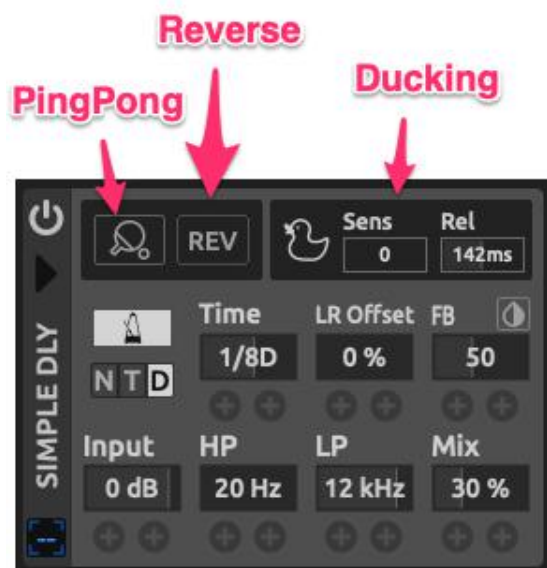 Reverse
PingPong
Ducking
REV
Sens
Rel
0
142ms
SIMPLE DLY
Time
LR Offset
FB
1/8D
0 %
50
N T D
Input
HP
LP
Mix
0 dB
20 Hz
12 kHz
30 %